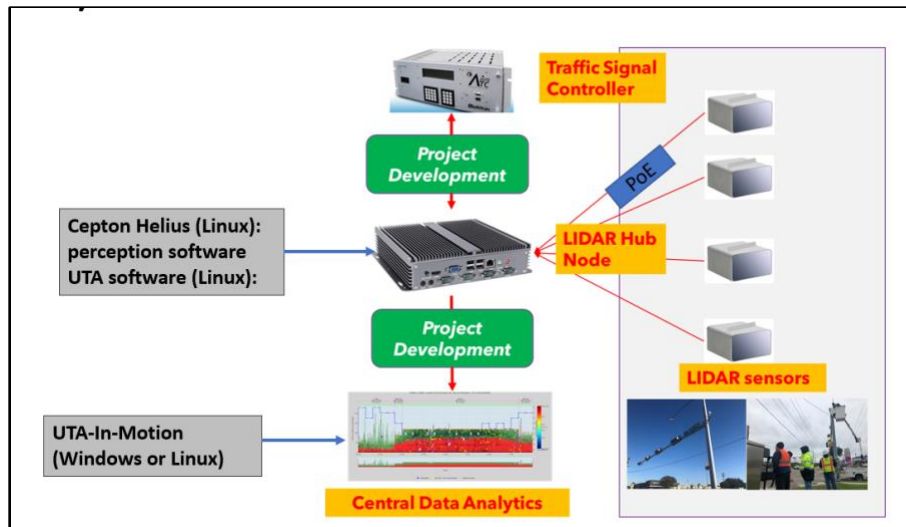 Traffic Signal
Controller
Project
Development
PoE
Cepton Helius (Linux):
perception software
UTA software (Linux):
LIDAR Hub
Node
Project
Development
LIDAR sensors
UTA-In-Motion
(Windows or Linux)
Central Data Analytics